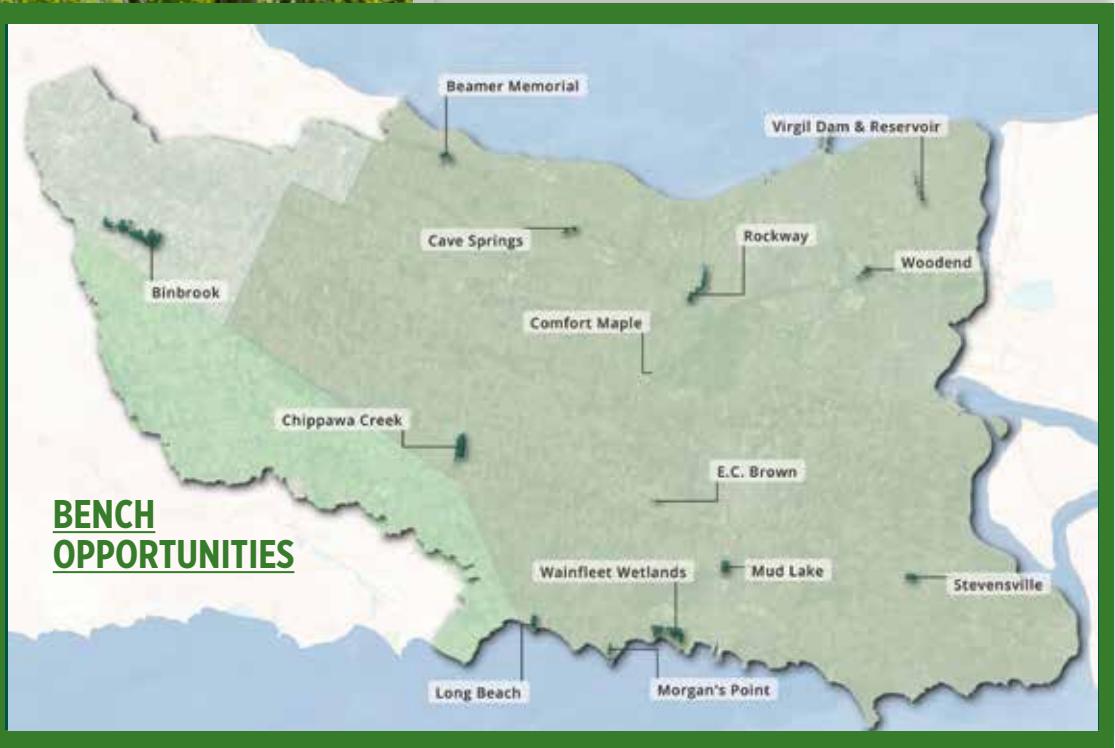 Beamer Memorial
Virgil Dam & Reservoir
Cave Springs
Rockway
Woodend
Binbrook
Comfort Maple
Chippawa Creek
E.C. Brown
BENCH
OPPORTUNITIES
Wainfleet Wetlands
Mud Lake
Stevensville
Long Beach
Morgan's Point